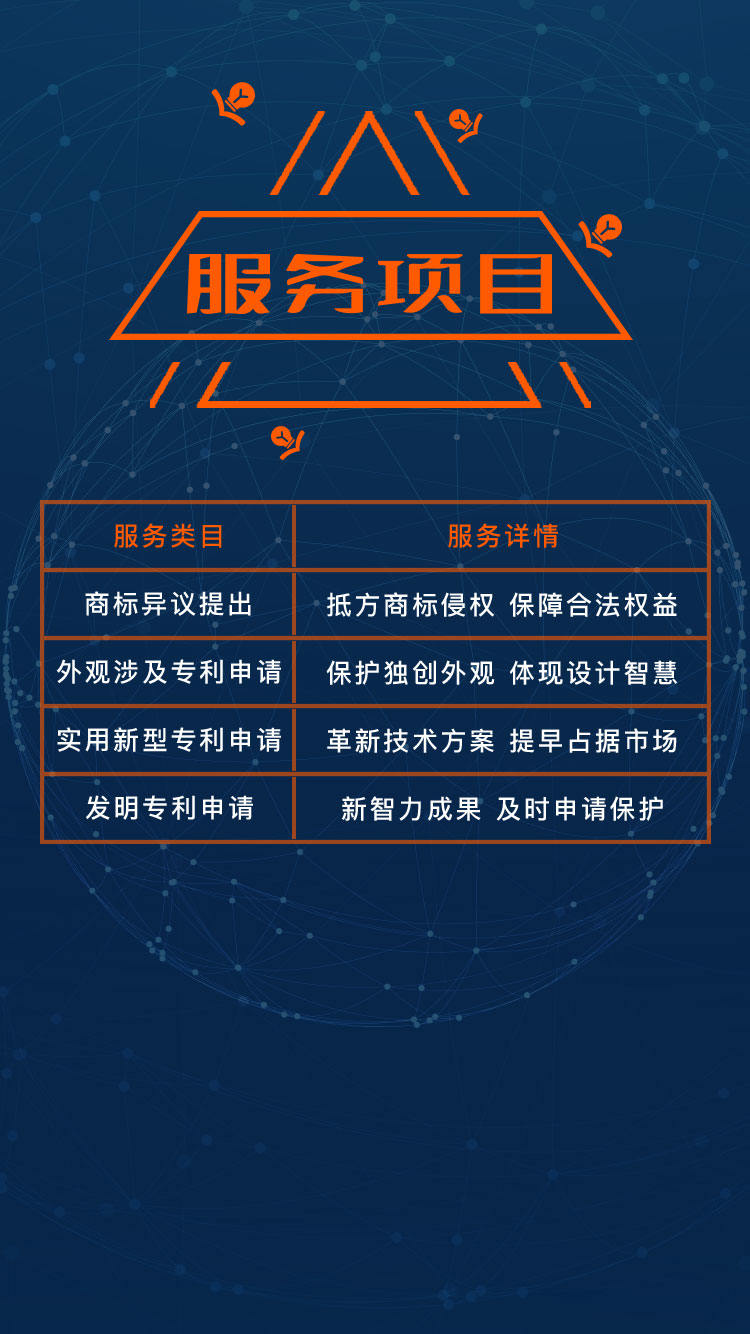 服务项目
服务类目 服务详情
商标异议提出 抵方商标侵权 保障合法权益
外观涉及专利申请 保护独创外观 体现设计智慧
实用新型专利申请 革新技术方案 提早占据市场
发明专利申请 新智力成果 及时申请保护